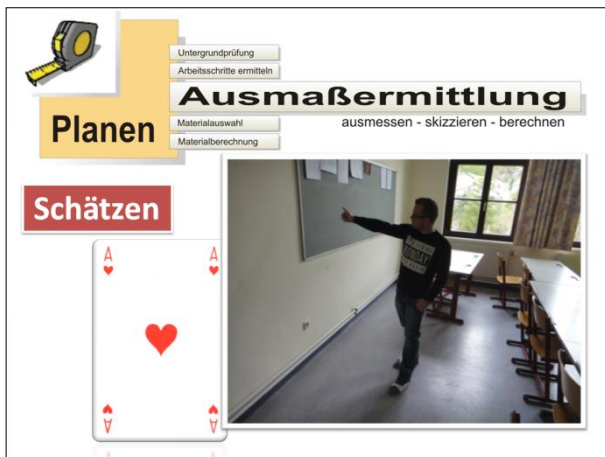 Untergrundprüfung
Arbeitsschritte ermitteln
Ausmaßermittlung
Planen
Materialauswahl
ausmessen - skizzieren - berechnen
Materialberechnung
Schätzen
A
A
A
A